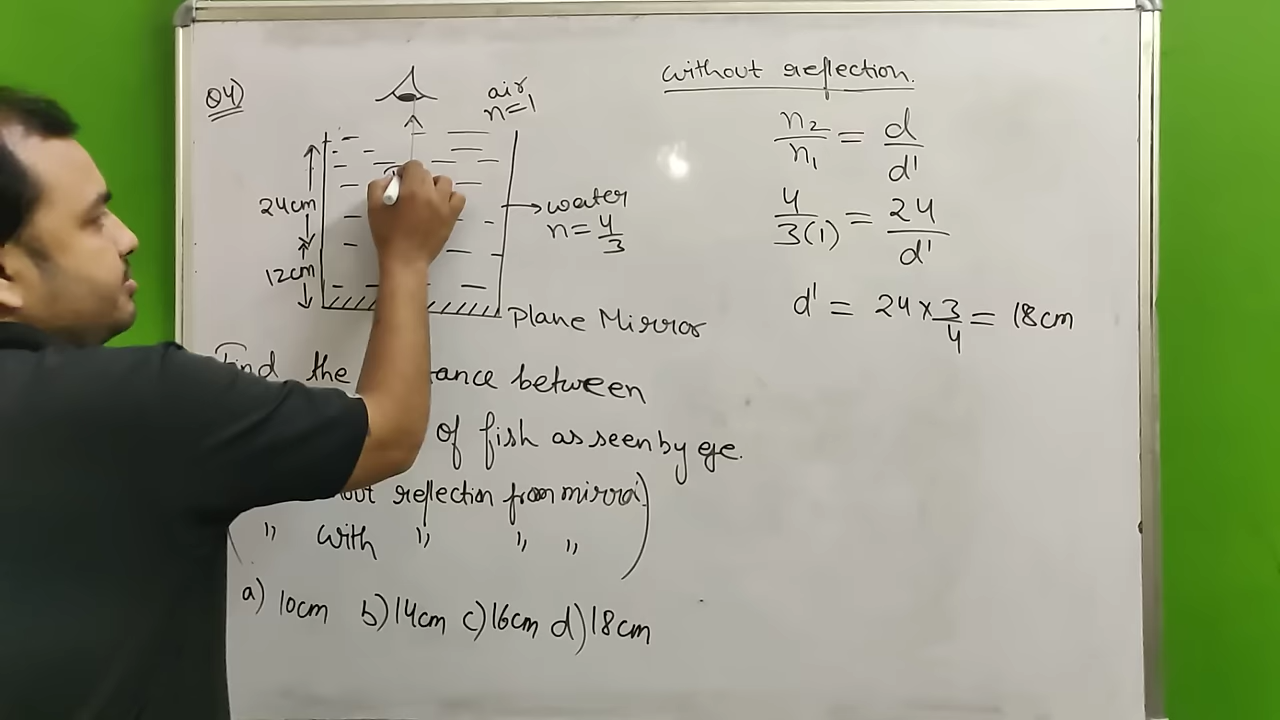 Q4)
air
n=1
24cm
12cm
water
n=4/3
Plane Mirror
Find the between
of fish as seen by eye.
reflection from mirror)
" with " " "
a) 10cm b) 14cm c) 16cm d) 18cm
without reflection.
n2/n1 = d/d'
4/3(1) = 24/d'
d' = 24 × 3/4 = 18cm